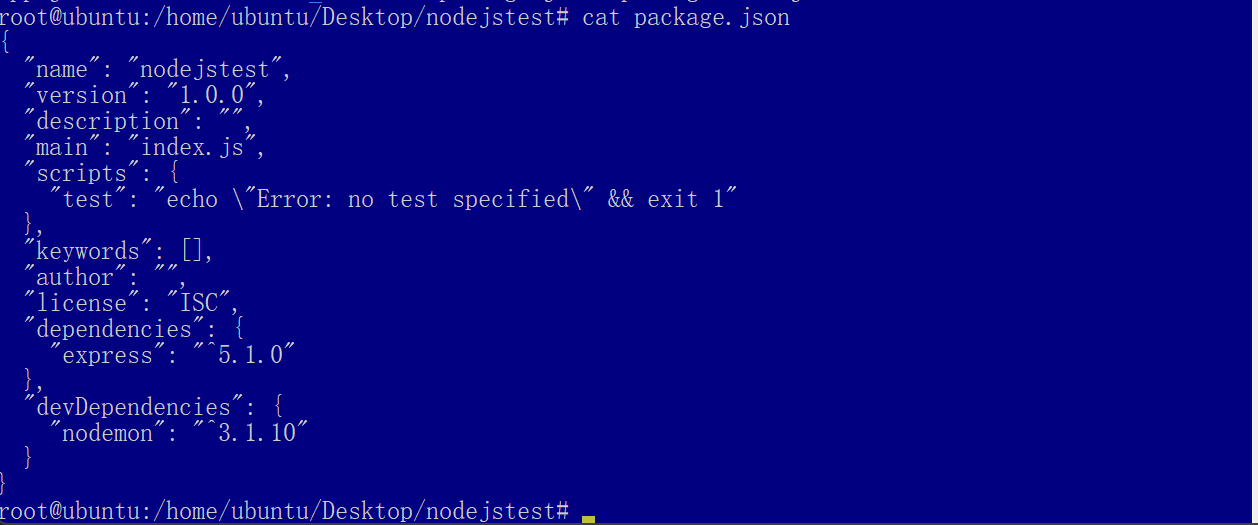 root@ubuntu:/home/ubuntu/Desktop/nodejstest# cat package.json
{
  "name": "nodejstest",
  "version": "1.0.0",
  "description": "",
  "main": "index.js",
  "scripts": {
    "test": "echo \"Error: no test specified\" && exit 1"
  },
  "keywords": [],
  "author": "",
  "license": "ISC",
  "dependencies": {
    "express": "^5.1.0"
  },
  "devDependencies": {
    "nodemon": "^3.1.10"
  }
}
root@ubuntu:/home/ubuntu/Desktop/nodejstest#